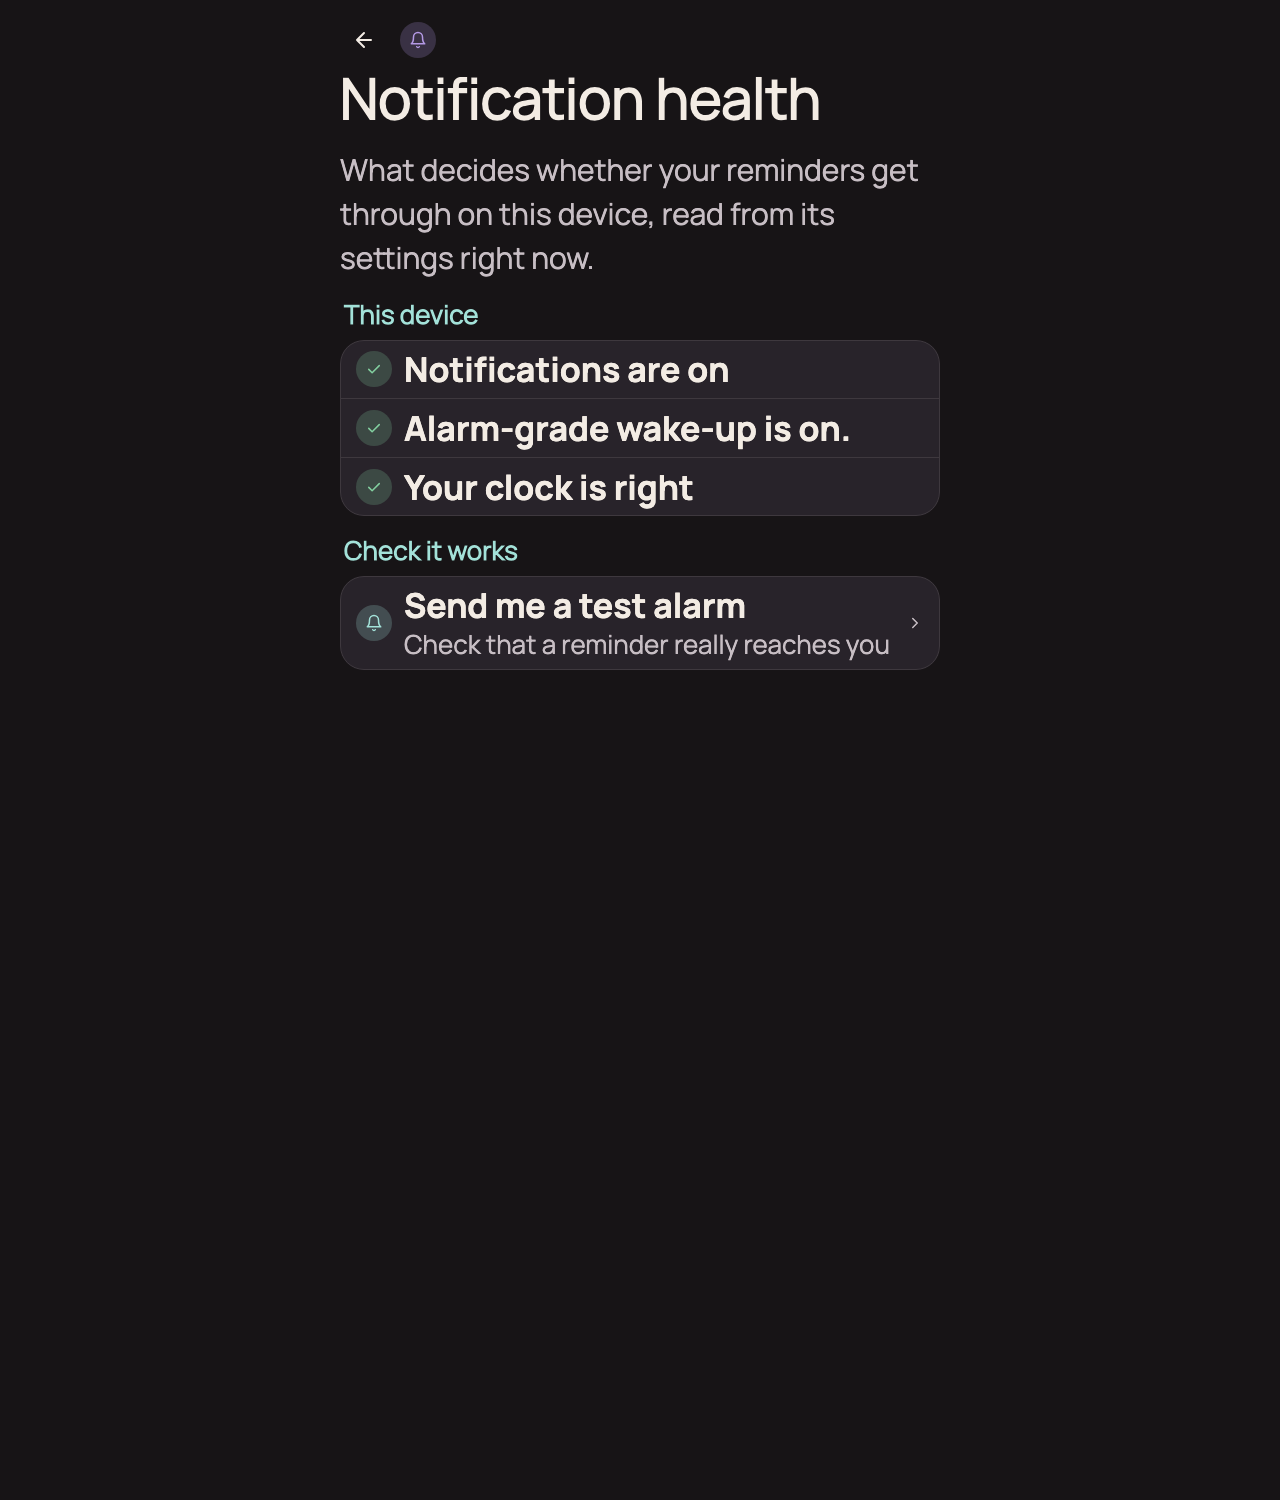 Notification health
What decides whether your reminders get
through on this device, read from its
settings right now.
This device
Notifications are on
Alarm-grade wake-up is on.
Your clock is right
Check it works
Send me a test alarm
Check that a reminder really reaches you